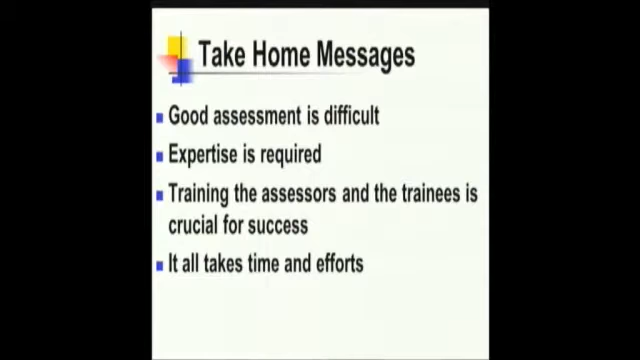 Take Home Messages
Good assessment is difficult
Expertise is required
Training the assessors and the trainees is
crucial for success
It all takes time and efforts